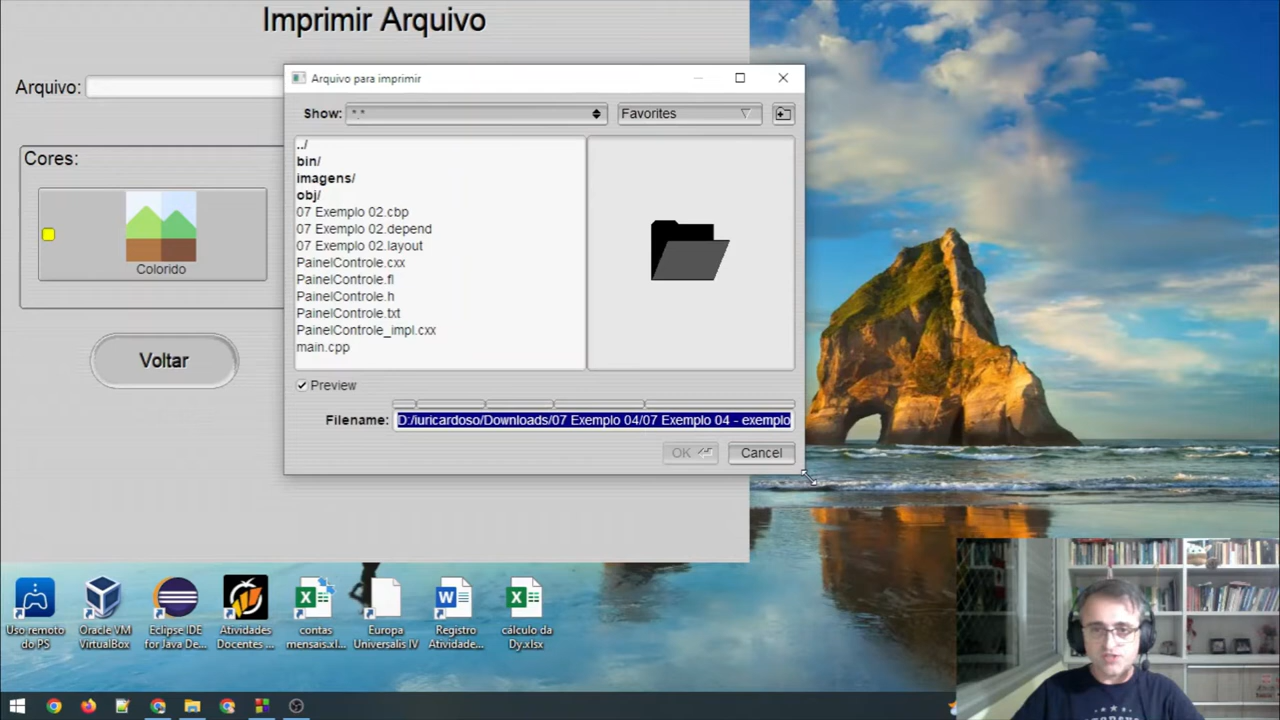 Imprimir Arquivo
Arquivo:
Arquivo para imprimir
Show: *.* Favorites
../
bin/
imagens/
obj/
07 Exemplo 02.cbp
07 Exemplo 02.depend
07 Exemplo 02.layout
PainelControle.cxx
PainelControle.fl
PainelControle.h
PainelControle.txt
PainelControle_impl.cxx
main.cpp
Cores:
Colorido
Voltar
Preview
Filename: D:/iuricardoso/Downloads/07 Exemplo 04/07 Exemplo 04 - exemplo
OK Cancel
Uso remoto do PS
Oracle VM VirtualBox
Eclipse IDE for Java De...
Atividades Docentes ...
contas mensais.xl...
Europa Universalis IV
Registro Atividade...
calculo da Dy.xlsx